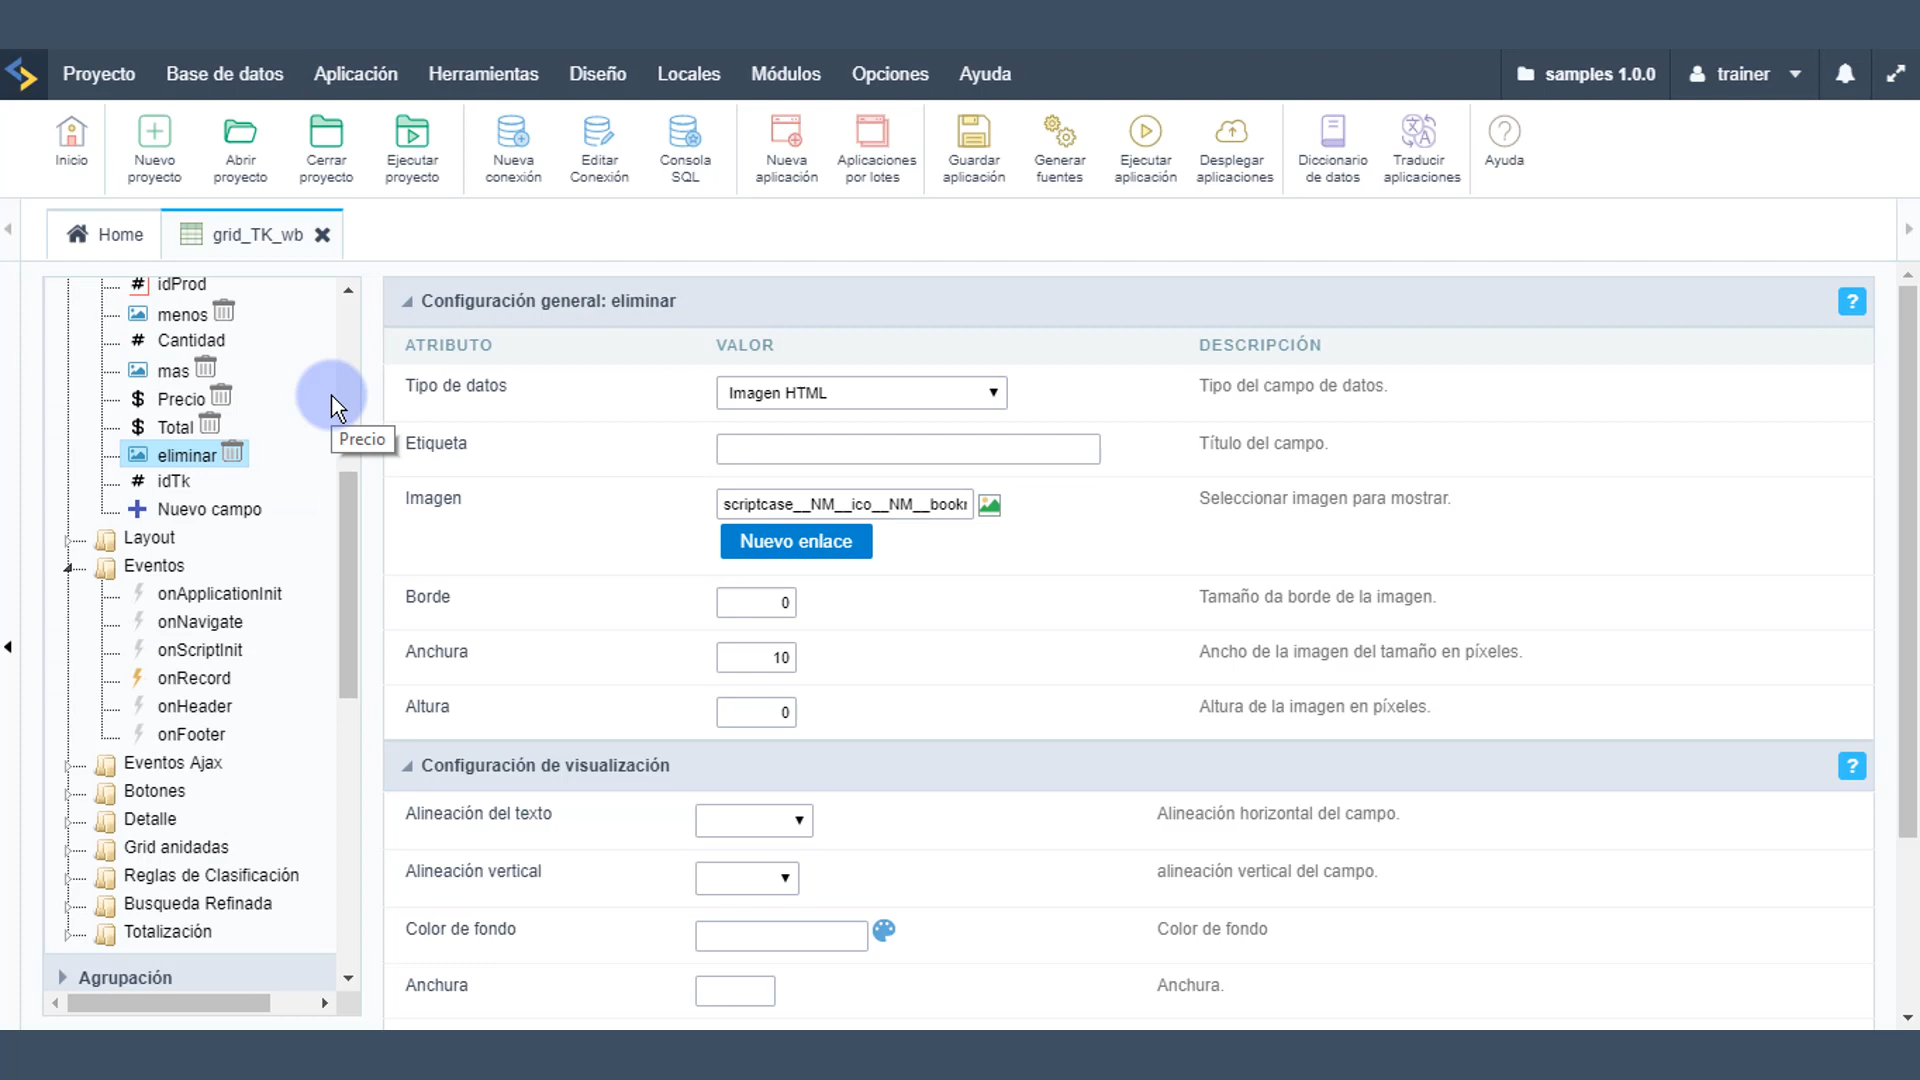 Proyecto Base de datos Aplicación Herramientas Diseño Locales Módulos Opciones Ayuda samples 1.0.0 trainer
Inicio
Nuevo proyecto
Abrir proyecto
Cerrar proyecto
Ejecutar proyecto
Nueva conexión
Editar Conexión
Consola SQL
Nueva aplicación
Aplicaciones por lotes
Guardar aplicación
Generar fuentes
Ejecutar aplicación
Desplegar aplicaciones
Diccionario de datos
Traducir aplicaciones
Ayuda
Home grid_TK_wb
idProd
menos
Cantidad
mas
Precio
Total
eliminar
idTk
Nuevo campo
Layout
Eventos
onApplicationInit
onNavigate
onScriptInit
onRecord
onHeader
onFooter
Eventos Ajax
Botones
Detalle
Grid anidadas
Reglas de Clasificación
Busqueda Refinada
Totalización
Agrupación
Precio
Configuración general: eliminar ?
ATRIBUTO VALOR DESCRIPCIÓN
Tipo de datos Imagen HTML Tipo del campo de datos.
Etiqueta Título del campo.
Imagen scriptcase__NM__ico__NM__book Seleccionar imagen para mostrar.
Nuevo enlace
Borde 0 Tamaño da borde de la imagen.
Anchura 10 Ancho de la imagen del tamaño en píxeles.
Altura 0 Altura de la imagen en píxeles.
Configuración de visualización ?
Alineación del texto Alineación horizontal del campo.
Alineación vertical alineación vertical del campo.
Color de fondo Color de fondo
Anchura Anchura.